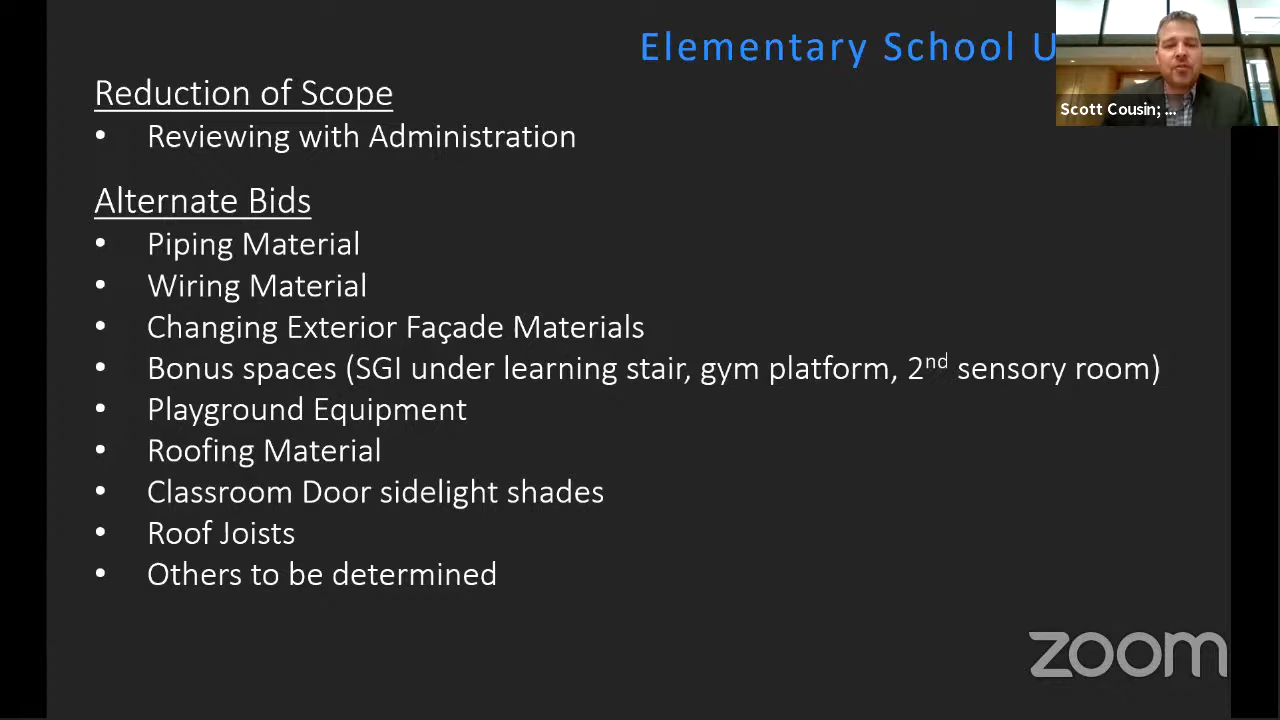 Elementary School U
Scott Cousin; ...
Reduction of Scope
• Reviewing with Administration
Alternate Bids
• Piping Material
• Wiring Material
• Changing Exterior Façade Materials
• Bonus spaces (SGI under learning stair, gym platform, 2nd sensory room)
• Playground Equipment
• Roofing Material
• Classroom Door sidelight shades
• Roof Joists
• Others to be determined
zoom